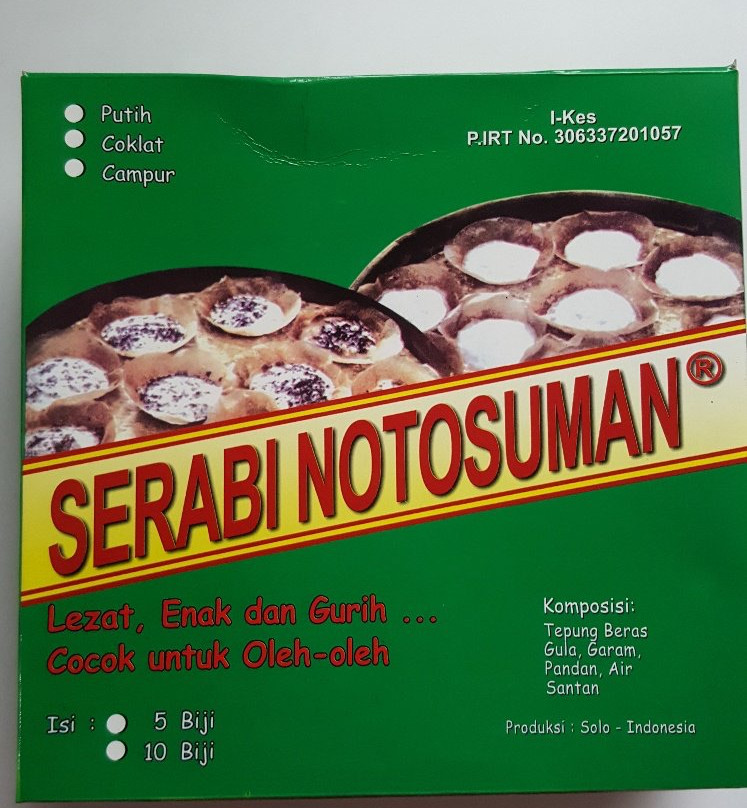 Putih
Coklat
Campur
I-Kes
P.IRT No. 306337201057
SERABI NOTOSUMAN®
Lezat, Enak dan Gurih ...
Cocok untuk Oleh-oleh
Isi : 5 Biji
10 Biji
Komposisi:
Tepung Beras
Gula, Garam,
Pandan, Air
Santan
Produksi : Solo - Indonesia